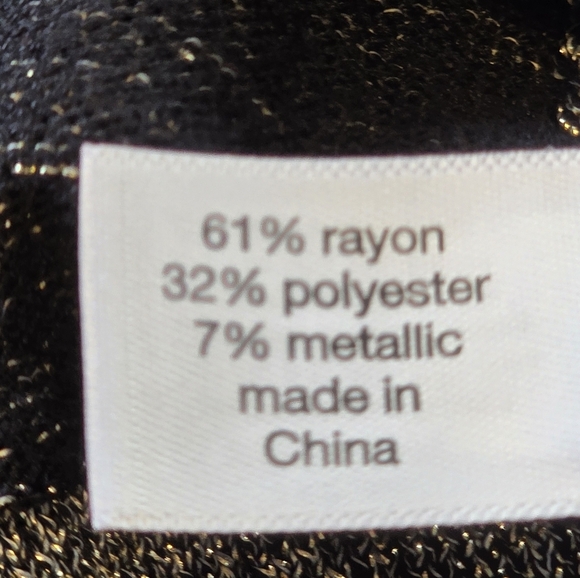 61% rayon
32% polyester
7% metallic
made in
China